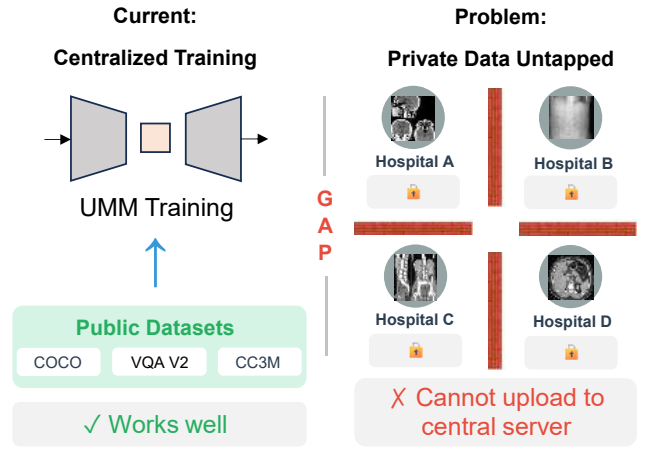 Current:
Centralized Training
UMM Training
Public Datasets
COCO
VQA V2
CC3M
✓ Works well
G
A
P
Problem:
Private Data Untapped
Hospital A
Hospital B
Hospital C
Hospital D
✗ Cannot upload to
central server